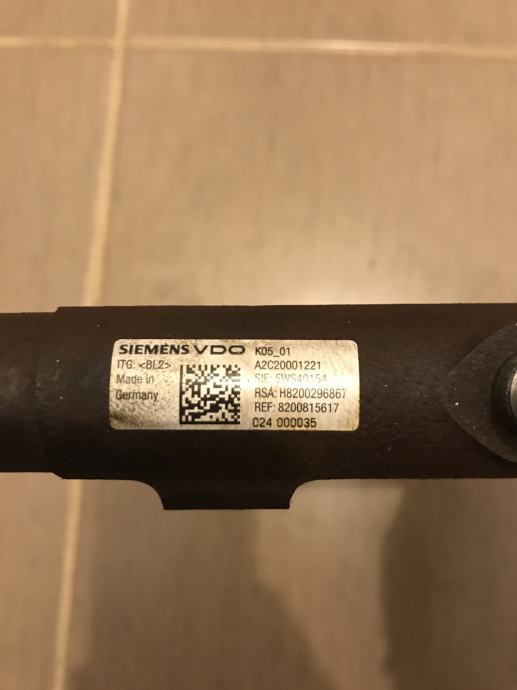 SIEMENS VDO K05_01
ITG: <BL2> A2C20001221
Made in SIE: 5WS40154
Germany RSA: H8200296867
REF: 8200815617
C24 000035